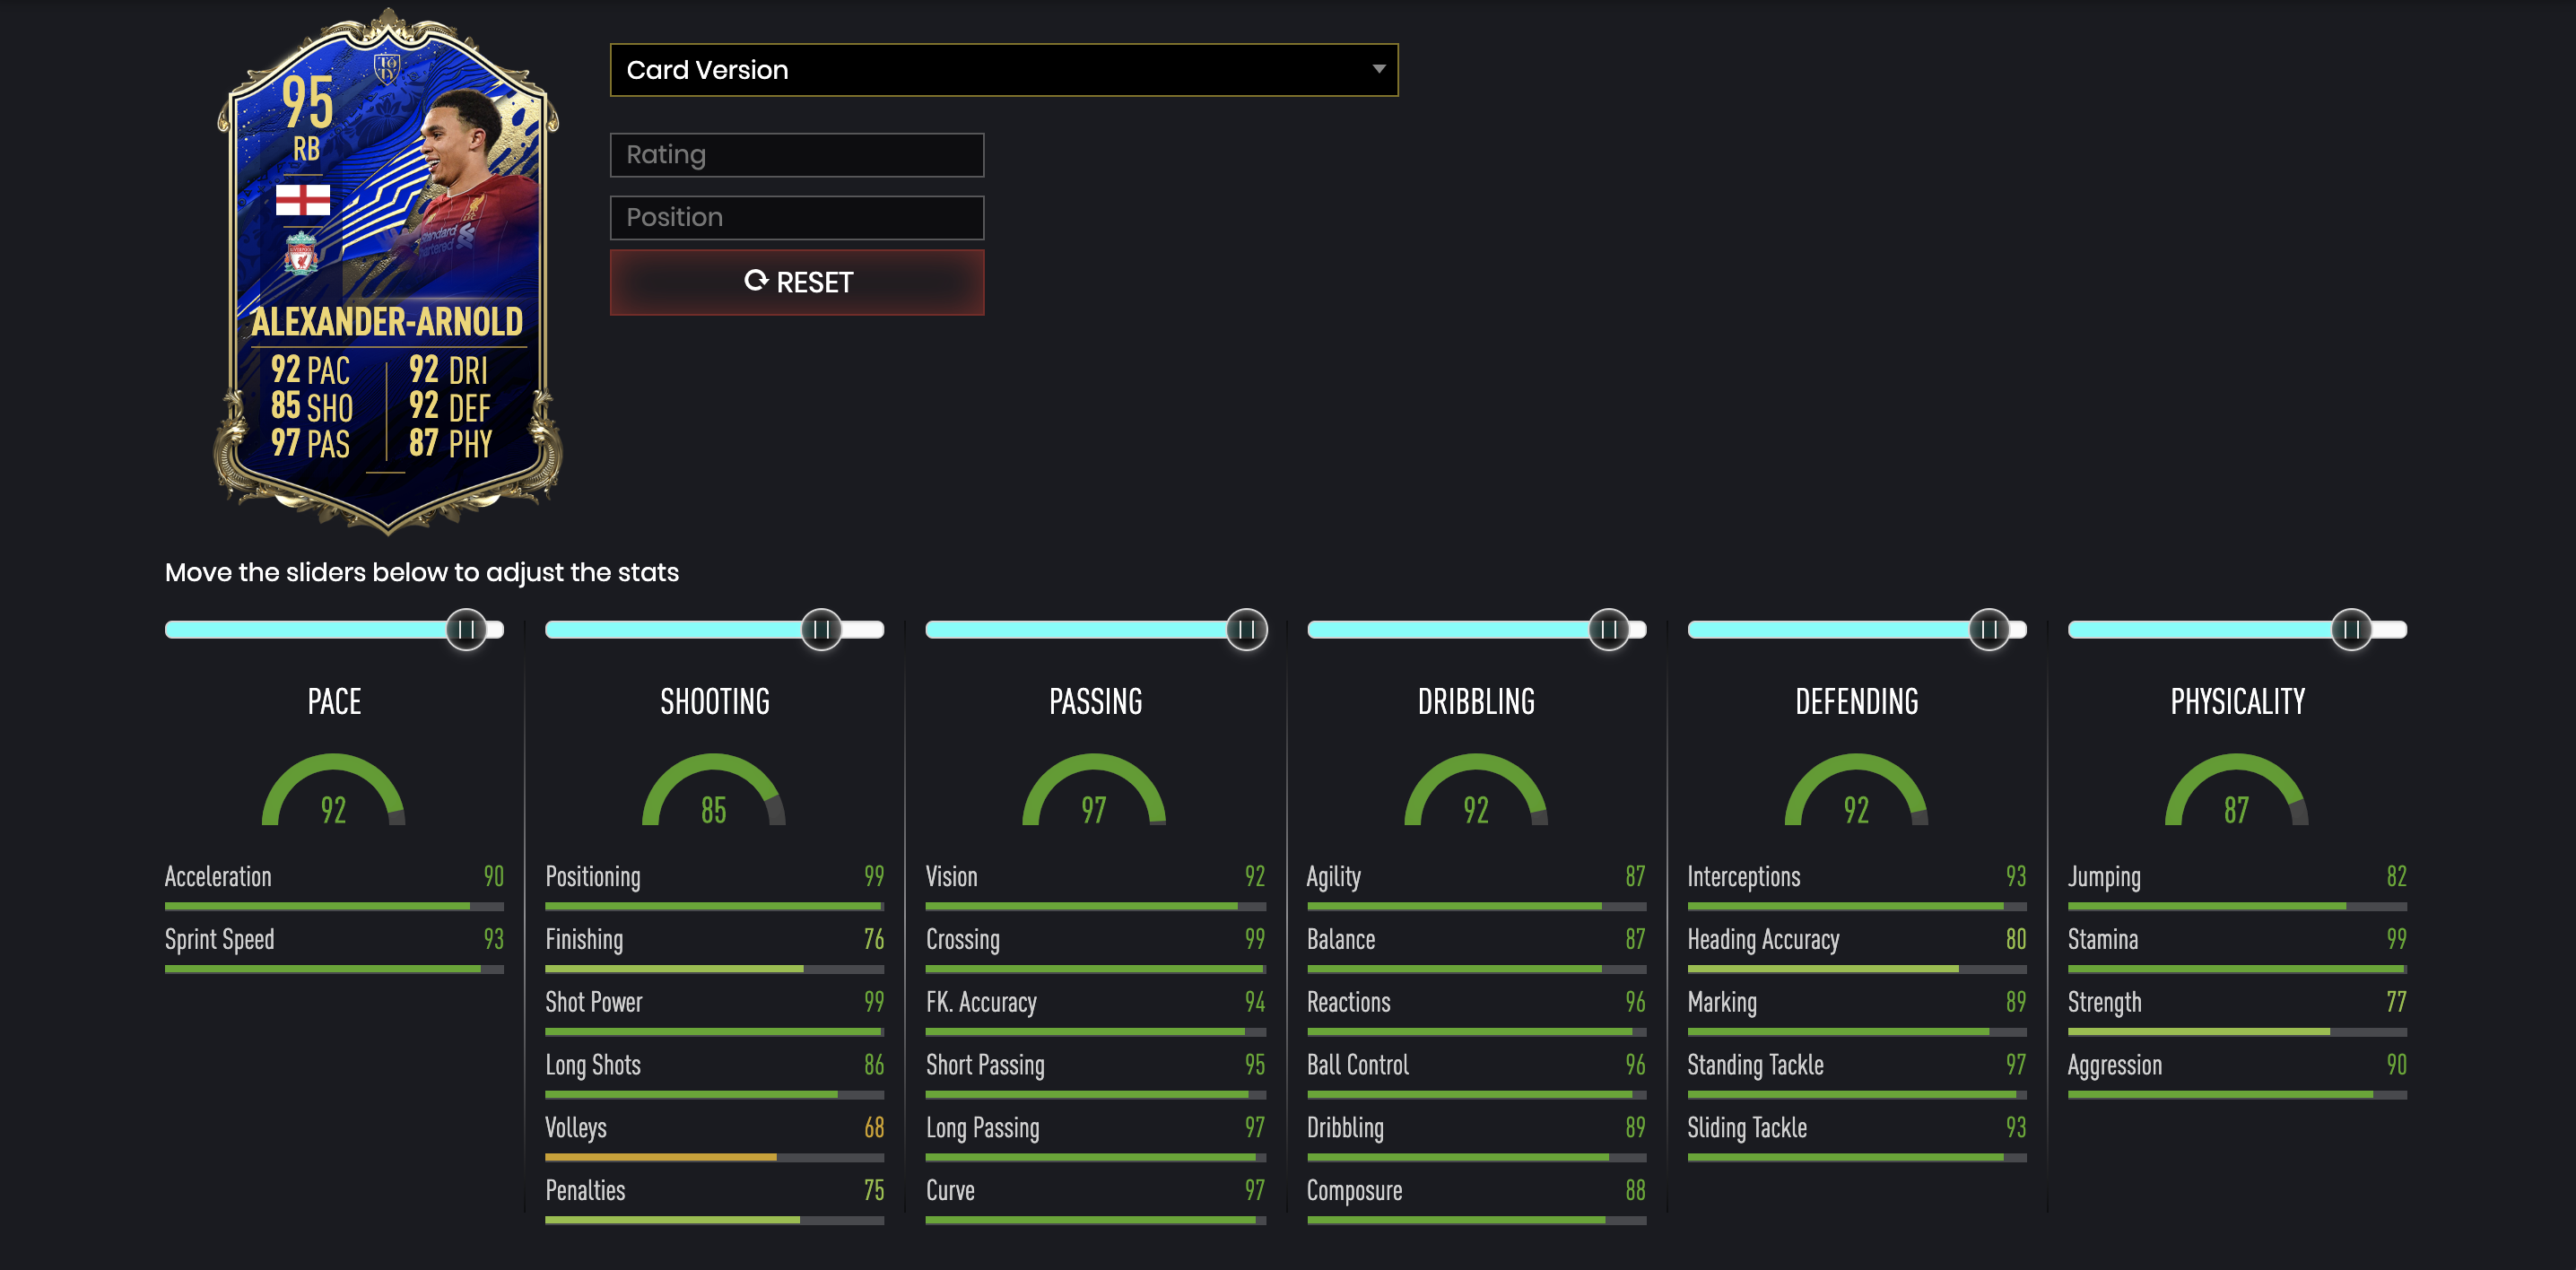 95
RB
ALEXANDER-ARNOLD
92 PAC 92 DRI
85 SHO 92 DEF
97 PAS 87 PHY
Card Version
Rating
Position
RESET
Move the sliders below to adjust the stats
PACE
92
Acceleration 90
Sprint Speed 93
SHOOTING
85
Positioning 99
Finishing 76
Shot Power 99
Long Shots 86
Volleys 68
Penalties 75
PASSING
97
Vision 92
Crossing 99
FK. Accuracy 94
Short Passing 95
Long Passing 97
Curve 97
DRIBBLING
92
Agility 87
Balance 87
Reactions 96
Ball Control 96
Dribbling 89
Composure 88
DEFENDING
92
Interceptions 93
Heading Accuracy 80
Marking 89
Standing Tackle 97
Sliding Tackle 93
PHYSICALITY
87
Jumping 82
Stamina 99
Strength 77
Aggression 90